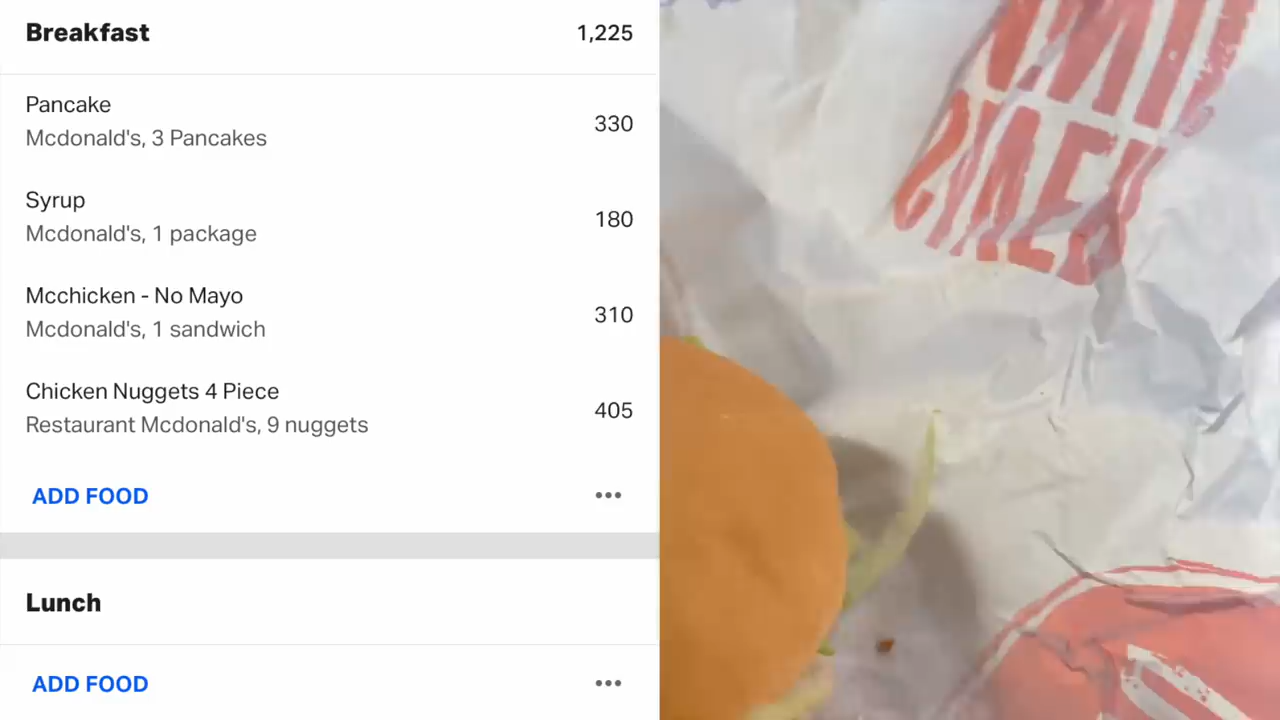 Breakfast 1,225
Pancake
Mcdonald's, 3 Pancakes 330
Syrup
Mcdonald's, 1 package 180
Mcchicken - No Mayo
Mcdonald's, 1 sandwich 310
Chicken Nuggets 4 Piece
Restaurant Mcdonald's, 9 nuggets 405
ADD FOOD
Lunch
ADD FOOD